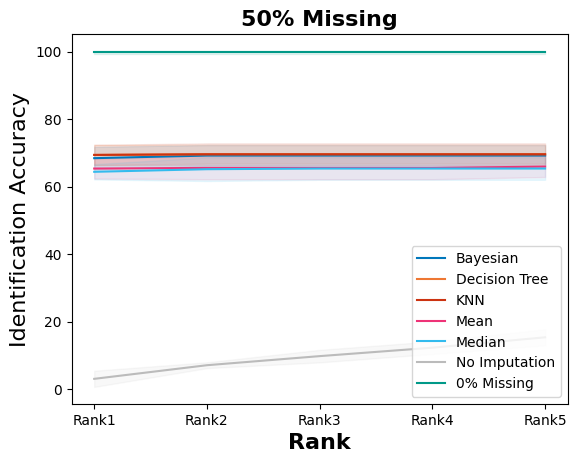 50% Missing
Identification Accuracy
100
80
60
40
20
0
Bayesian
Decision Tree
KNN
Mean
Median
No Imputation
0% Missing
Rank1 Rank2 Rank3 Rank4 Rank5
Rank